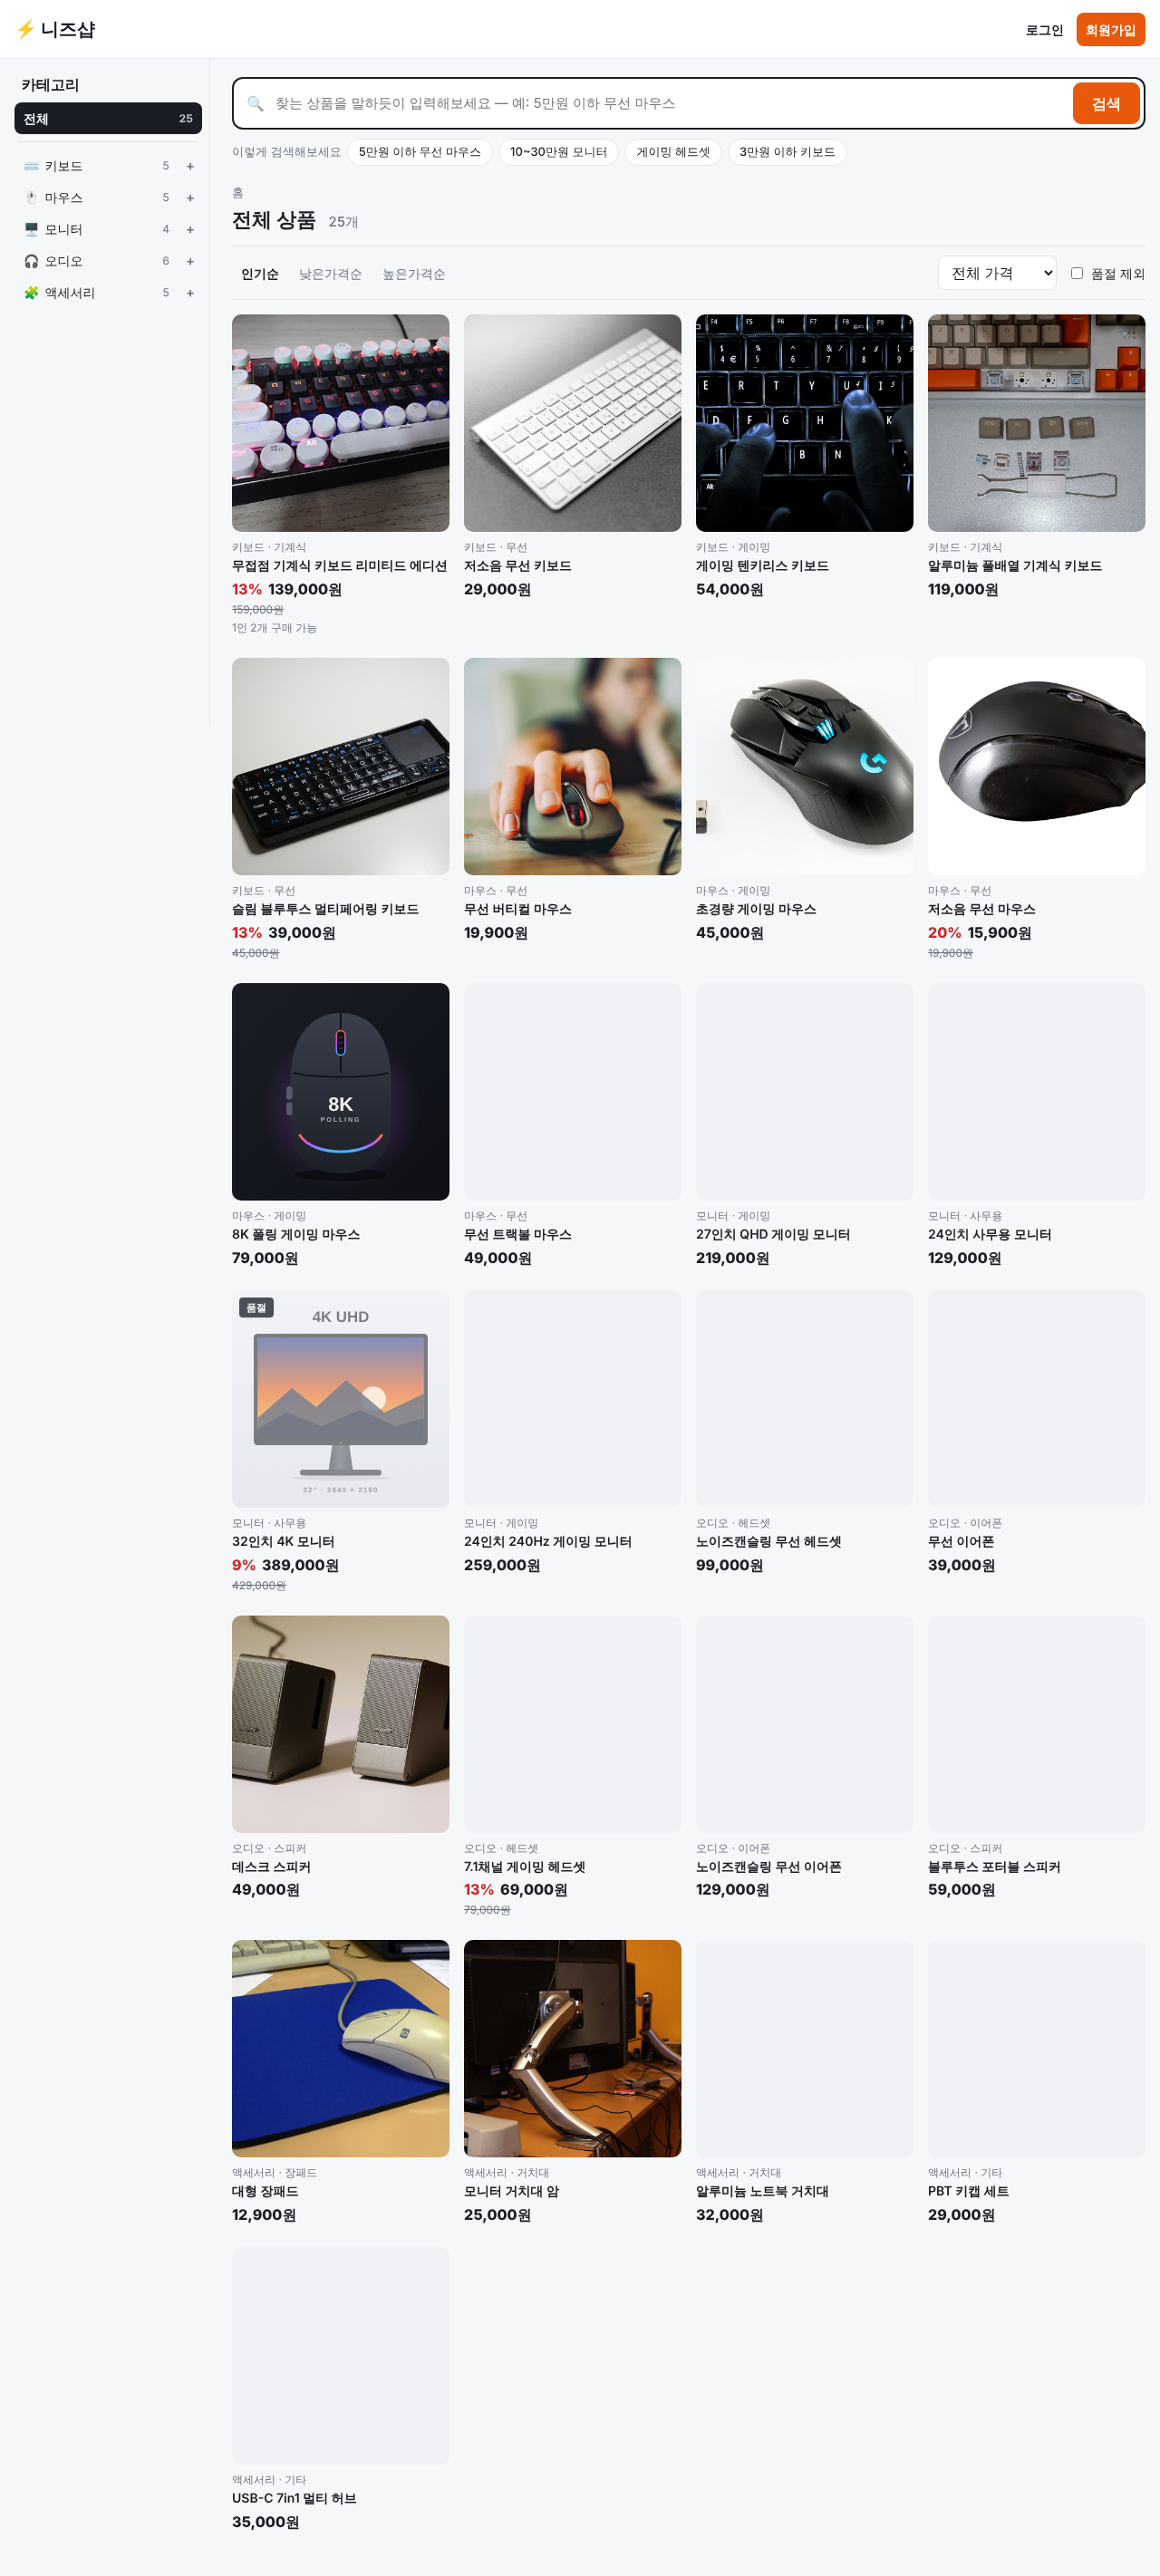 ⚡ 니즈샵
로그인
회원가입
카테고리
전체 25
⌨️ 키보드 5 +
🖱️ 마우스 5 +
🖥️ 모니터 4 +
🎧 오디오 6 +
🧩 액세서리 5 +
🔍 찾는 상품을 말하듯이 입력해보세요 — 예: 5만원 이하 무선 마우스
검색
이렇게 검색해보세요 5만원 이하 무선 마우스 10~30만원 모니터 게이밍 헤드셋 3만원 이하 키보드
홈
전체 상품 25개
인기순 낮은가격순 높은가격순
전체 가격
품절 제외
키보드 · 기계식
무접점 기계식 키보드 리미티드 에디션
13% 139,000원
159,000원
1인 2개 구매 가능
키보드 · 무선
저소음 무선 키보드
29,000원
키보드 · 게이밍
게이밍 텐키리스 키보드
54,000원
키보드 · 기계식
알루미늄 풀배열 기계식 키보드
119,000원
키보드 · 무선
슬림 블루투스 멀티페어링 키보드
13% 39,000원
45,000원
마우스 · 무선
무선 버티컬 마우스
19,900원
마우스 · 게이밍
초경량 게이밍 마우스
45,000원
마우스 · 무선
저소음 무선 마우스
20% 15,900원
19,900원
8K
POLLING
마우스 · 게이밍
8K 폴링 게이밍 마우스
79,000원
마우스 · 무선
무선 트랙볼 마우스
49,000원
모니터 · 게이밍
27인치 QHD 게이밍 모니터
219,000원
모니터 · 사무용
24인치 사무용 모니터
129,000원
품절
4K UHD
32" · 3840 × 2160
모니터 · 사무용
32인치 4K 모니터
9% 389,000원
429,000원
모니터 · 게이밍
24인치 240Hz 게이밍 모니터
259,000원
오디오 · 헤드셋
노이즈캔슬링 무선 헤드셋
99,000원
오디오 · 이어폰
무선 이어폰
39,000원
오디오 · 스피커
데스크 스피커
49,000원
오디오 · 헤드셋
7.1채널 게이밍 헤드셋
13% 69,000원
79,000원
오디오 · 이어폰
노이즈캔슬링 무선 이어폰
129,000원
오디오 · 스피커
블루투스 포터블 스피커
59,000원
액세서리 · 장패드
대형 장패드
12,900원
액세서리 · 거치대
모니터 거치대 암
25,000원
액세서리 · 거치대
알루미늄 노트북 거치대
32,000원
액세서리 · 기타
PBT 키캡 세트
29,000원
액세서리 · 기타
USB-C 7in1 멀티 허브
35,000원